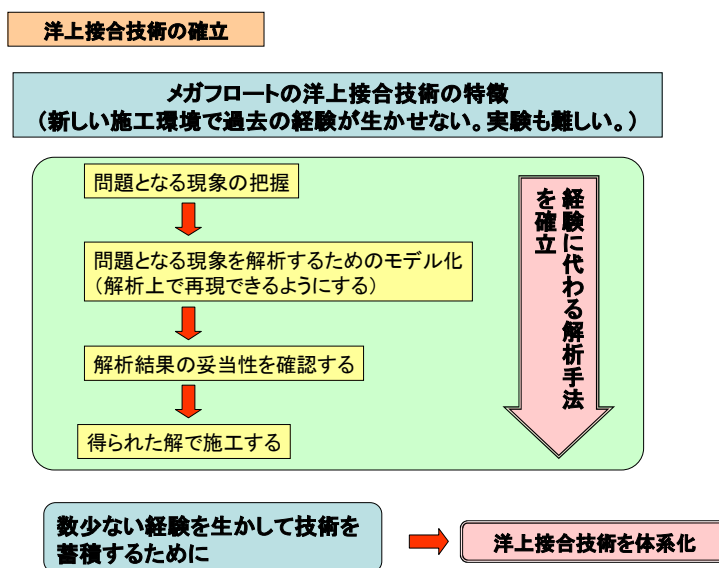 洋上接合技術の確立
メガフロートの洋上接合技術の特徴
（新しい施工環境で過去の経験が生かせない。実験も難しい。）
問題となる現象の把握
問題となる現象を解析するためのモデル化
（解析上で再現できるようにする）
解析結果の妥当性を確認する
得られた解で施工する
経験に代わる解析手法
を確立
数少ない経験を生かして技術を
蓄積するために
洋上接合技術を体系化